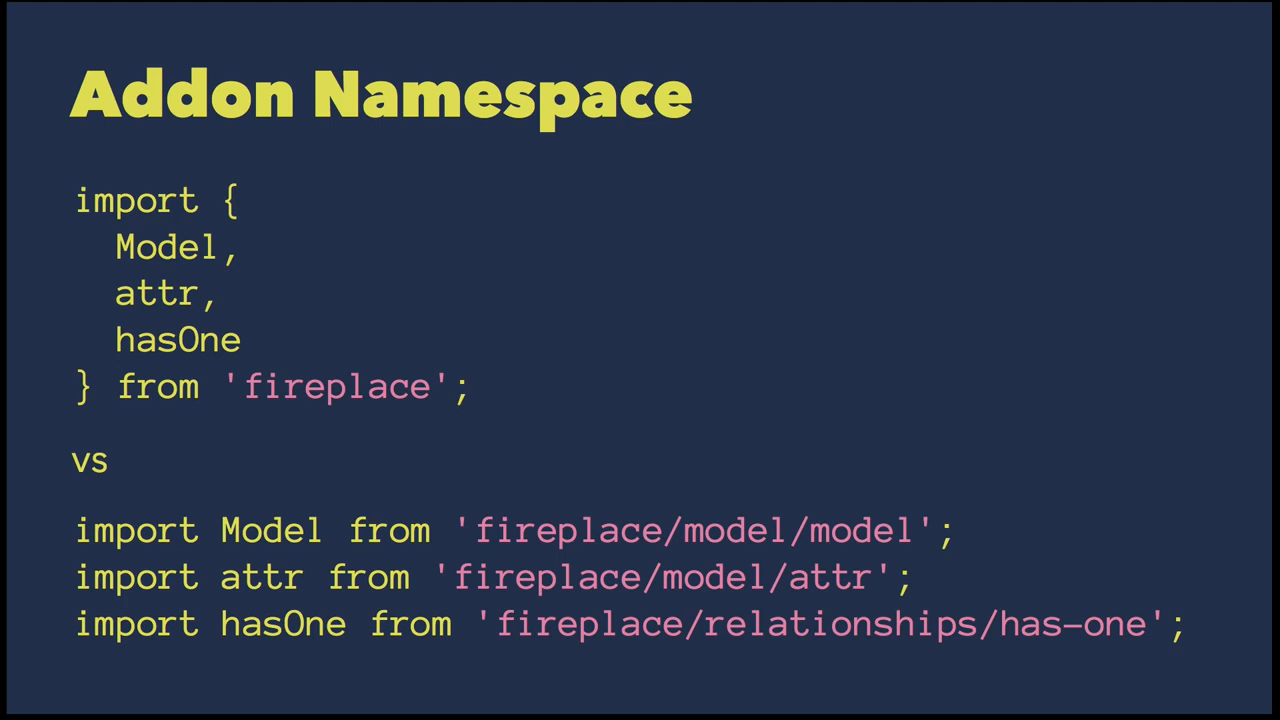 Addon Namespace
import {
  Model,
  attr,
  hasOne
} from 'fireplace';
vs
import Model from 'fireplace/model/model';
import attr from 'fireplace/model/attr';
import hasOne from 'fireplace/relationships/has-one';